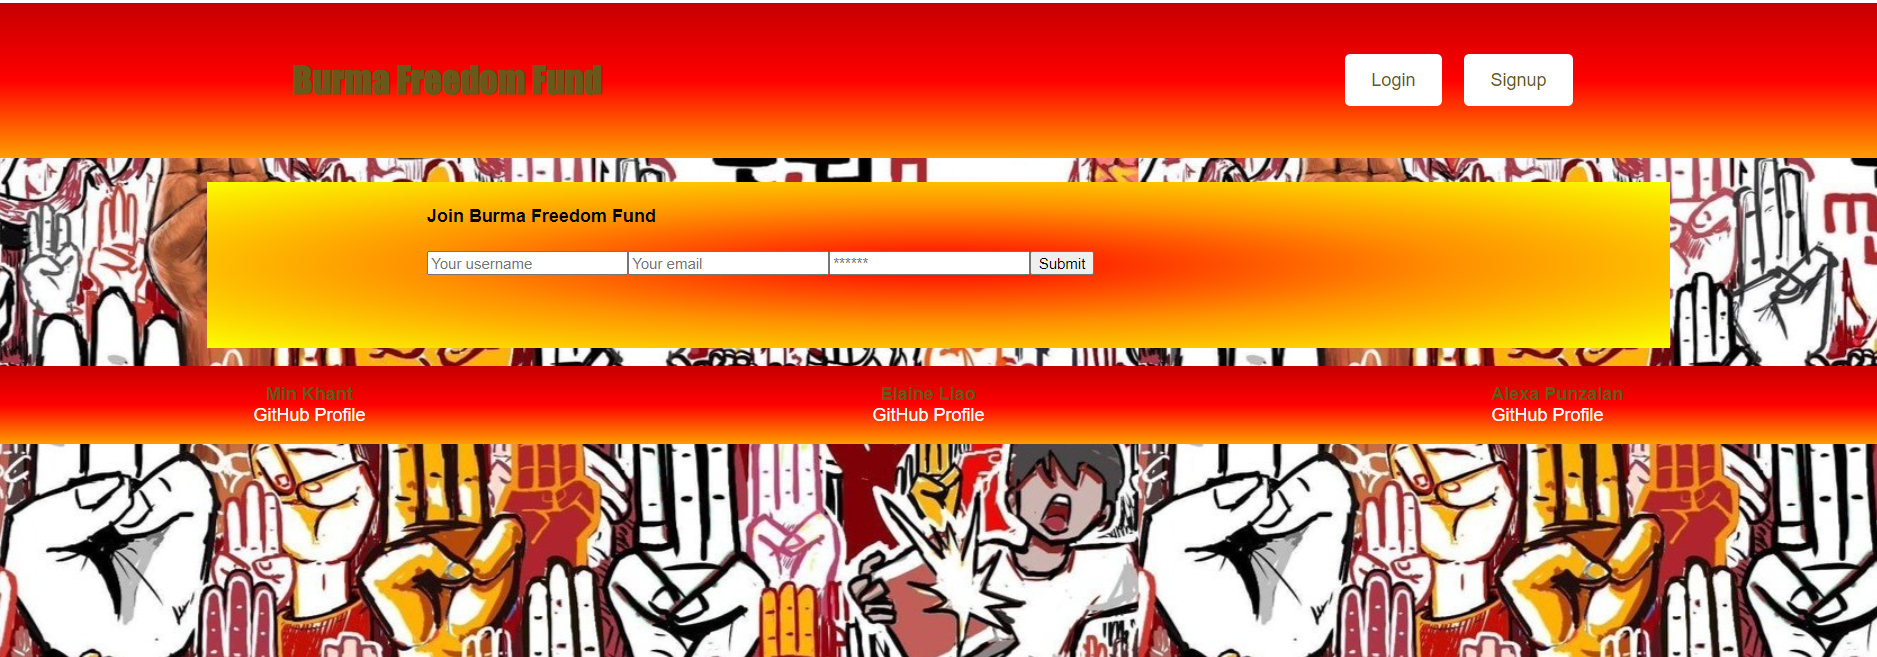 Burma Freedom Fund
Login
Signup
Join Burma Freedom Fund
Your username
Your email
******
Submit
Min Khant
Elaine Liao
Alexa Punzalan
GitHub Profile
GitHub Profile
GitHub Profile